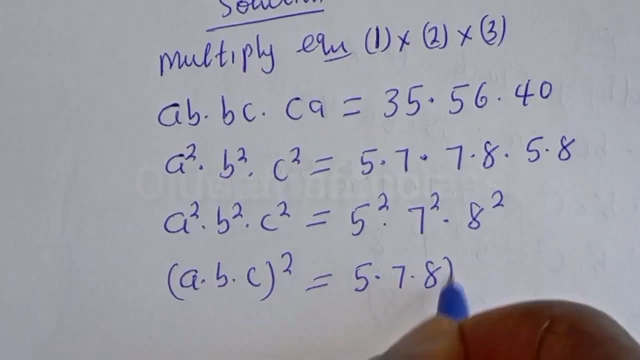 Solution
Multiply eqn (1) × (2) × (3)
ab · bc · ca = 35 · 56 · 40
a² · b² · c² = 5 · 7 · 7 · 8 · 5 · 8
a² · b² · c² = 5² · 7² · 8²
(a · b · c)² = 5 · 7 · 8)